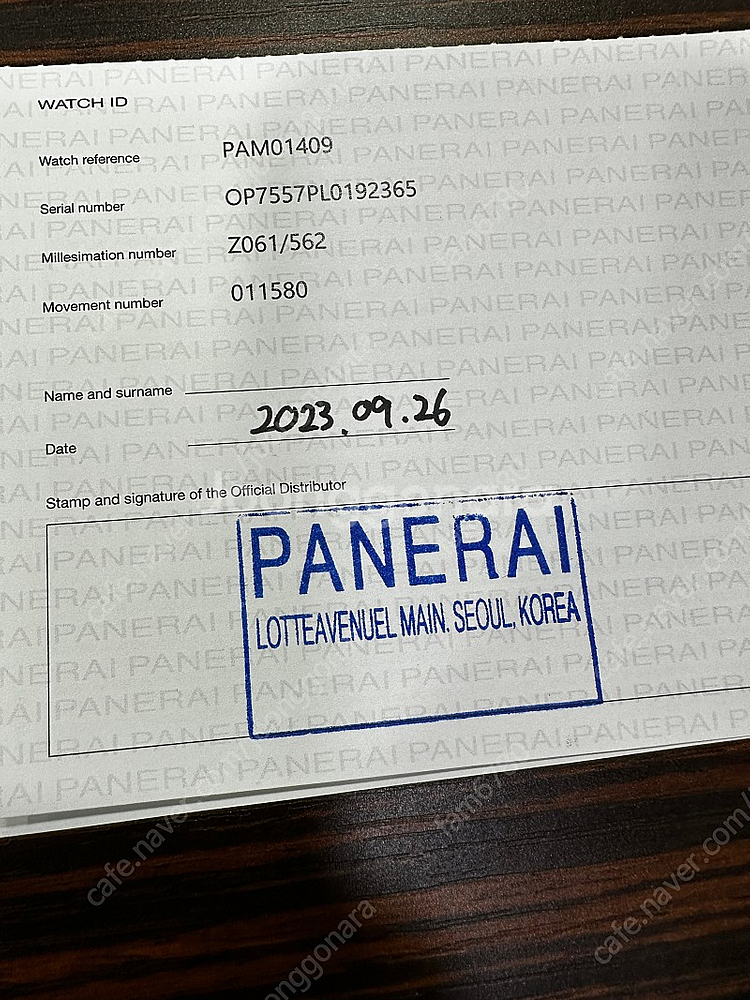 WATCH ID
Watch reference PAM01409
Serial number OP7557PL0192365
Millesimation number Z061/562
Movement number 011580
Name and surname
2023.09.26
Date
Stamp and signature of the Official Distributor
PANERAI
LOTTEAVENUEL MAIN. SEOUL, KOREA